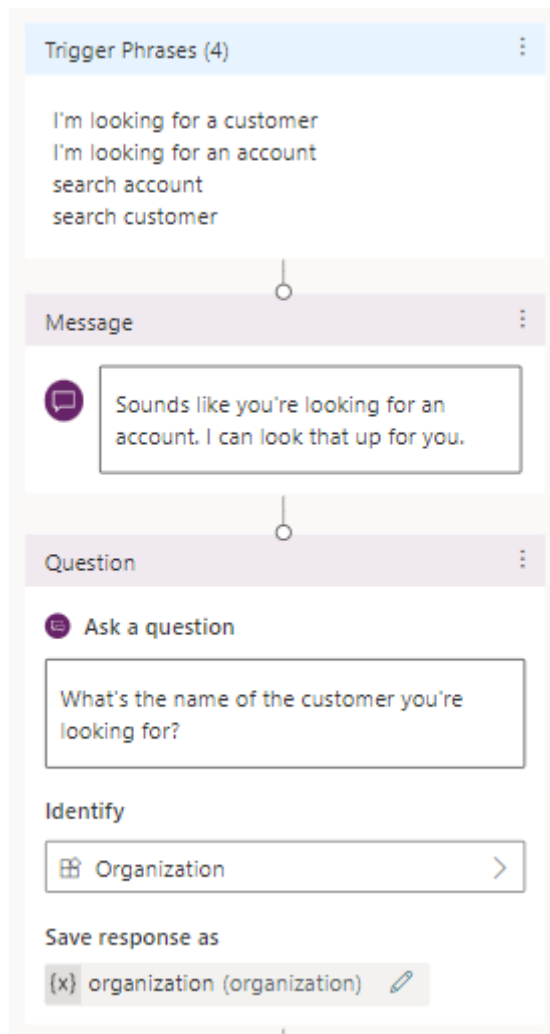 Trigger Phrases (4)
I'm looking for a customer
I'm looking for an account
search account
search customer
Message
Sounds like you're looking for an
account. I can look that up for you.
Question
Ask a question
What's the name of the customer you're
looking for?
Identify
Organization
Save response as
{x} organization (organization)